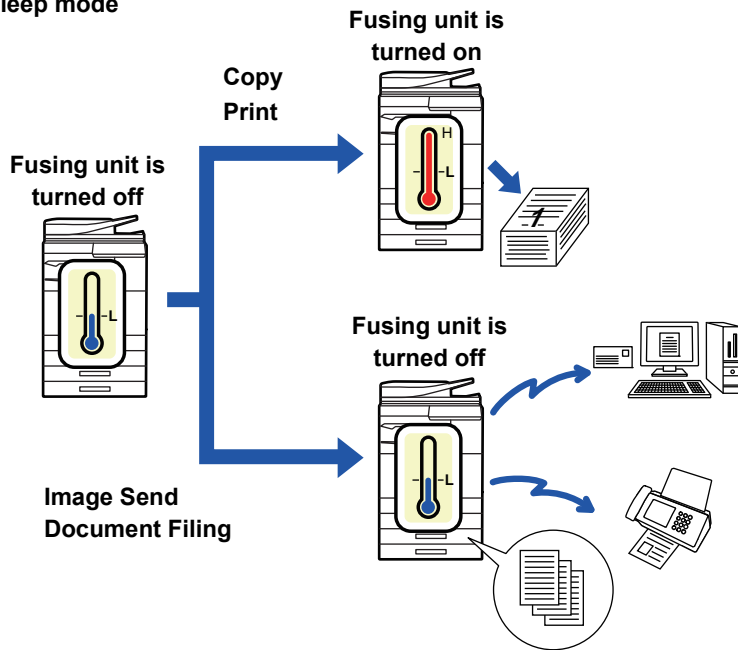 leep mode
Fusing unit is
turned on
Copy
Print
H
L
1
Fusing unit is
turned off
L
Fusing unit is
turned off
L
Image Send
Document Filing